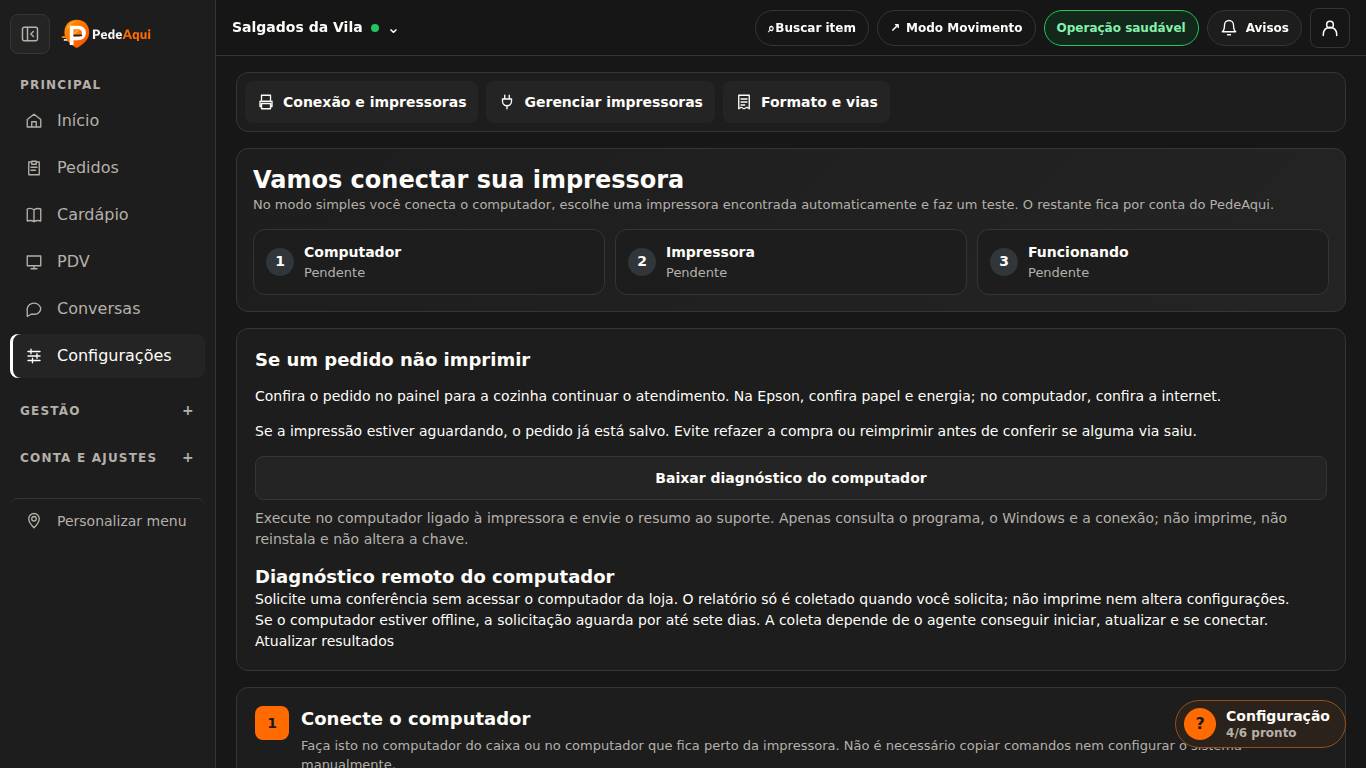 PedeAqui
PRINCIPAL
Início
Pedidos
Cardápio
PDV
Conversas
Configurações
GESTÃO +
CONTA E AJUSTES +
Personalizar menu
Salgados da Vila
Buscar item
Modo Movimento
Operação saudável
Avisos
Conexão e impressoras
Gerenciar impressoras
Formato e vias
Vamos conectar sua impressora
No modo simples você conecta o computador, escolhe uma impressora encontrada automaticamente e faz um teste. O restante fica por conta do PedeAqui.
1 Computador
Pendente
2 Impressora
Pendente
3 Funcionando
Pendente
Se um pedido não imprimir
Confira o pedido no painel para a cozinha continuar o atendimento. Na Epson, confira papel e energia; no computador, confira a internet.
Se a impressão estiver aguardando, o pedido já está salvo. Evite refazer a compra ou reimprimir antes de conferir se alguma via saiu.
Baixar diagnóstico do computador
Execute no computador ligado à impressora e envie o resumo ao suporte. Apenas consulta o programa, o Windows e a conexão; não imprime, não
reinstala e não altera a chave.
Diagnóstico remoto do computador
Solicite uma conferência sem acessar o computador da loja. O relatório só é coletado quando você solicita; não imprime nem altera configurações.
Se o computador estiver offline, a solicitação aguarda por até sete dias. A coleta depende do agente conseguir iniciar, atualizar e se conectar.
Atualizar resultados
1 Conecte o computador
Faça isto no computador do caixa ou no computador que fica perto da impressora. Não é necessário copiar comandos nem configurar o sistema
manualmente.
? Configuração
4/6 pronto